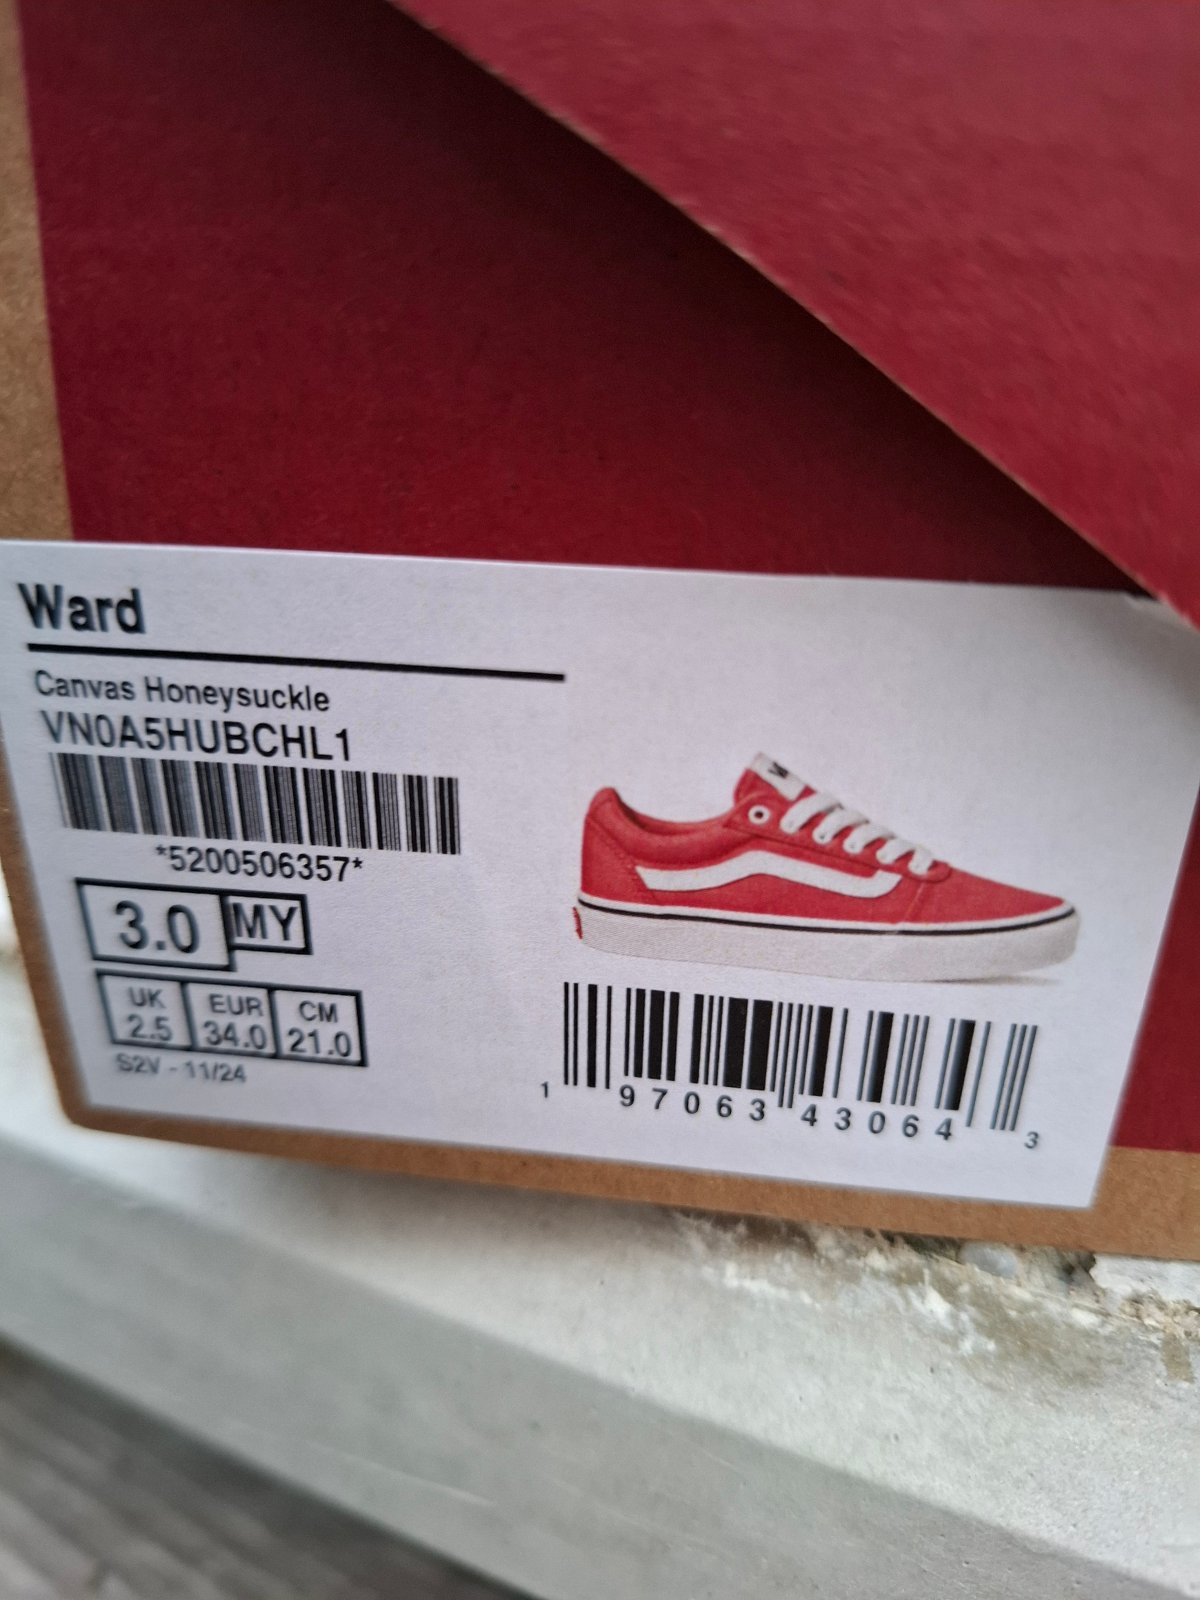 Ward
Canvas Honeysuckle
VN0A5HUBCHL1
*5200506357*
3.0 MY
UK EUR CM
2.5 34.0 21.0
S2V - 11/24
1 97063 43064 3